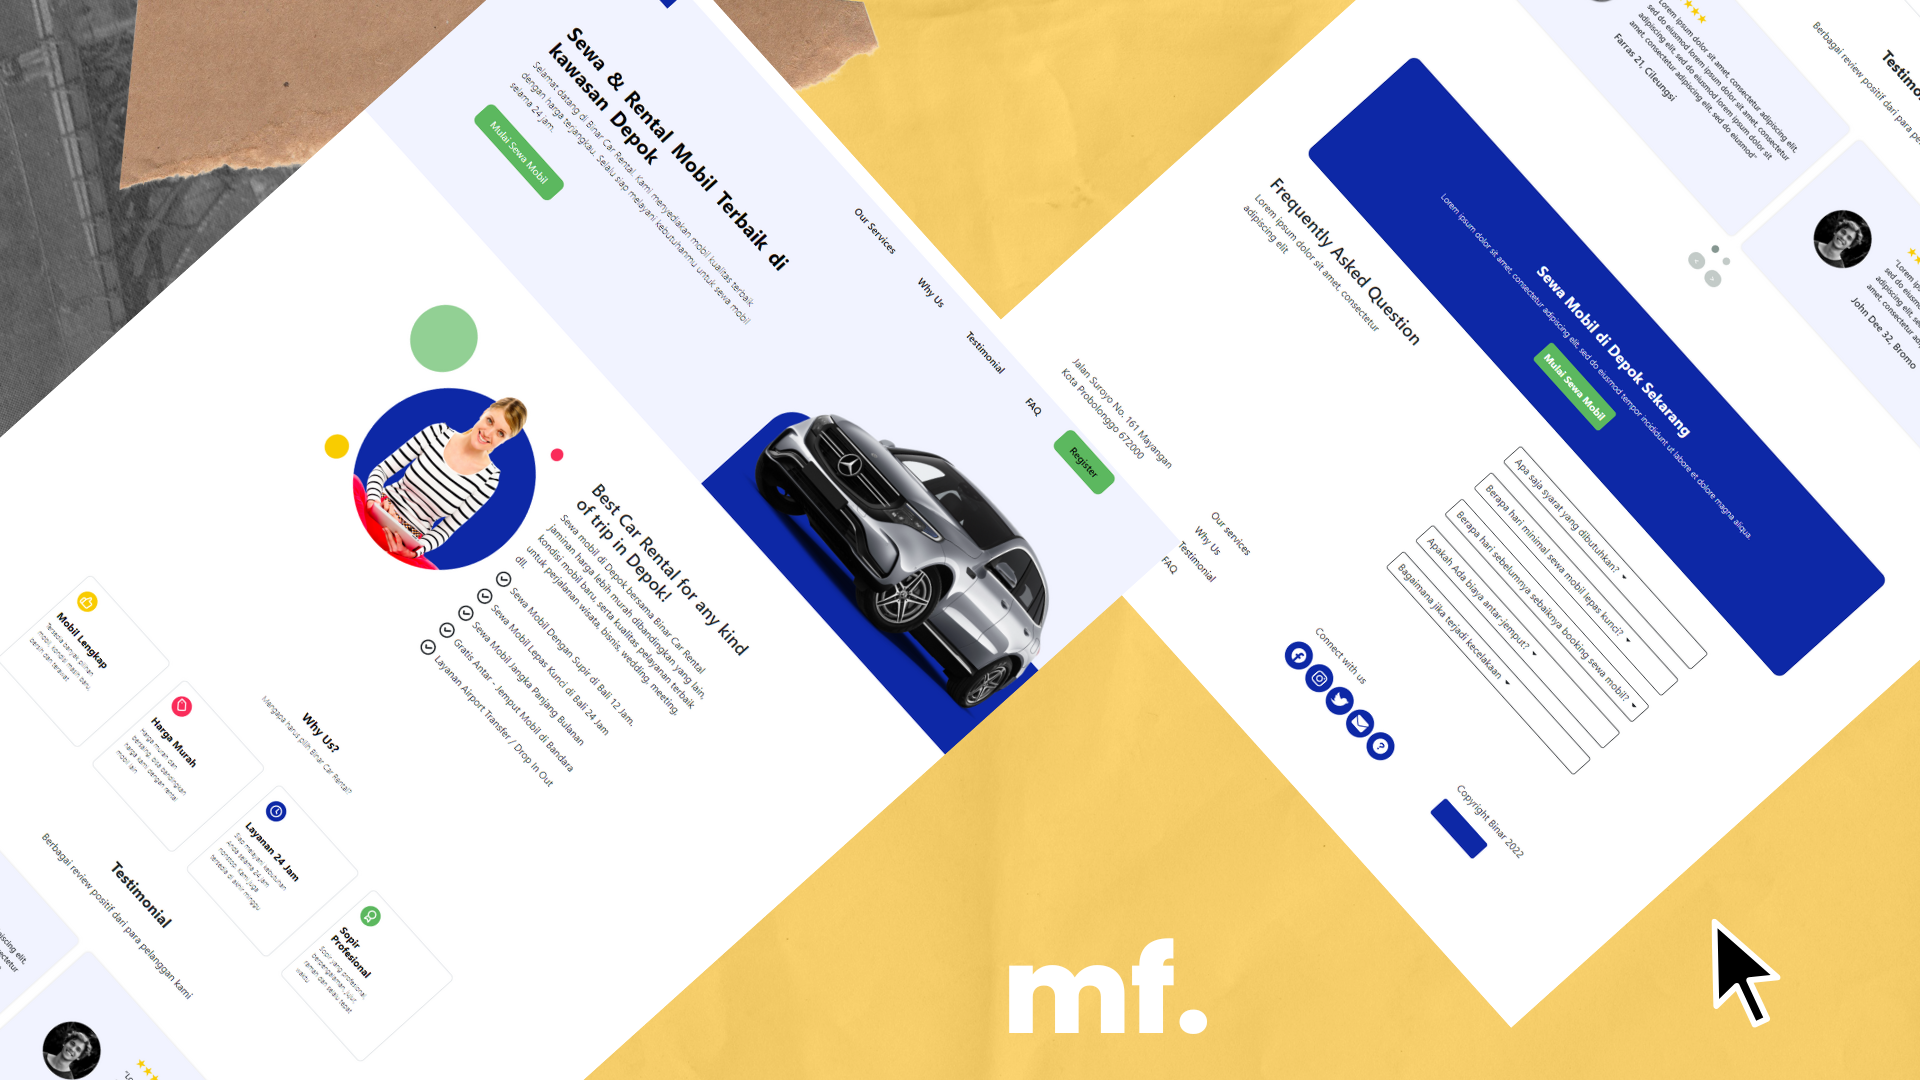 Sewa & Rental Mobil Terbaik di
kawasan Depok
Selamat datang di Binar Car Rental. Kami menyediakan mobil kualitas terbaik
dengan harga terjangkau. Selalu siap melayani kebutuhanmu untuk sewa mobil
selama 24 jam.
Mulai Sewa Mobil
Our Services
Why Us
Testimonial
FAQ
Register
Best Car Rental for any kind
of trip in Depok!
Sewa mobil di Depok bersama Binar Car Rental
jaminan harga lebih murah dibandingkan yang lain,
kondisi mobil baru, serta kualitas pelayanan terbaik
untuk perjalanan wisata, bisnis, wedding, meeting,
dll.
Sewa Mobil Dengan Supir di Bali 12 Jam.
Sewa Mobil Lepas Kunci di Bali 24 Jam
Sewa Mobil Jangka Panjang Bulanan
Gratis Antar - Jemput Mobil di Bandara
Layanan Airport Transfer / Drop In Out
Why Us?
Mengapa harus pilih Binar Car Rental?
Mobil Lengkap
Tersedia banyak pilihan
mobil, kondisi masih baru,
bersih dan terawat
Harga Murah
Harga murah dan
bersaing, bisa bandingkan
harga kami dengan rental
mobil lain
Layanan 24 Jam
Siap melayani kebutuhan
Anda selama 24 jam
nonstop. Kami juga
tersedia di akhir minggu
Sopir
Profesional
Sopir yang profesional,
berpengalaman, jujur,
ramah dan selalu tepat
waktu
Testimonial
Berbagai review positif dari para pelanggan kami
Testimo
Berbagai review positif dari para pe
Lorem ipsum dolor sit amet, consectetur adipiscing elit,
sed do eiusmod lorem ipsum dolor sit amet, consectetur
adipiscing elit, sed do eiusmod lorem ipsum dolor sit
amet, consectetur adipiscing elit, sed do eiusmod"
Farras 21, Cileungsi
"Lorem
sed do eiusm
adipiscing elit,
amet, consectet
John Dee 32, Bromo
Sewa Mobil di Depok Sekarang
Lorem ipsum dolor sit amet, consectetur adipiscing elit, sed do eiusmod tempor incididunt ut labore et dolore magna aliqua.
Mulai Sewa Mobil
Frequently Asked Question
Lorem ipsum dolor sit amet, consectetur
adipiscing elit
Apa saja syarat yang dibutuhkan?
Berapa hari minimal sewa mobil lepas kunci?
Berapa hari sebelumnya sebaiknya booking sewa mobil?
Apakah Ada biaya antar-jemput?
Bagaimana jika terjadi kecelakaan
Jalan Suroyo No. 161 Mayangan
Kota Probolonggo 672000
Our services
Why Us
Testimonial
FAQ
Connect with us
Copyright Binar 2022
mf.